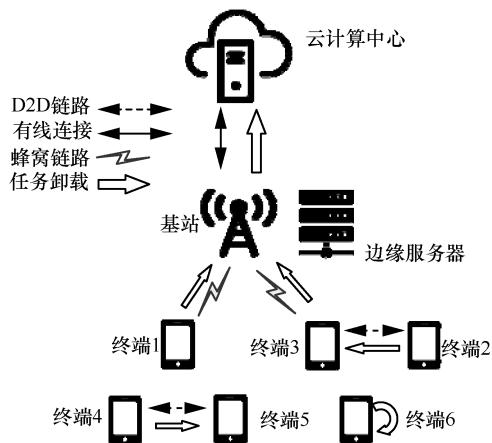 云计算中心
D2D链路
有线连接
蜂窝链路
任务卸载
基站
边缘服务器
终端1
终端3
终端2
终端4
终端5
终端6